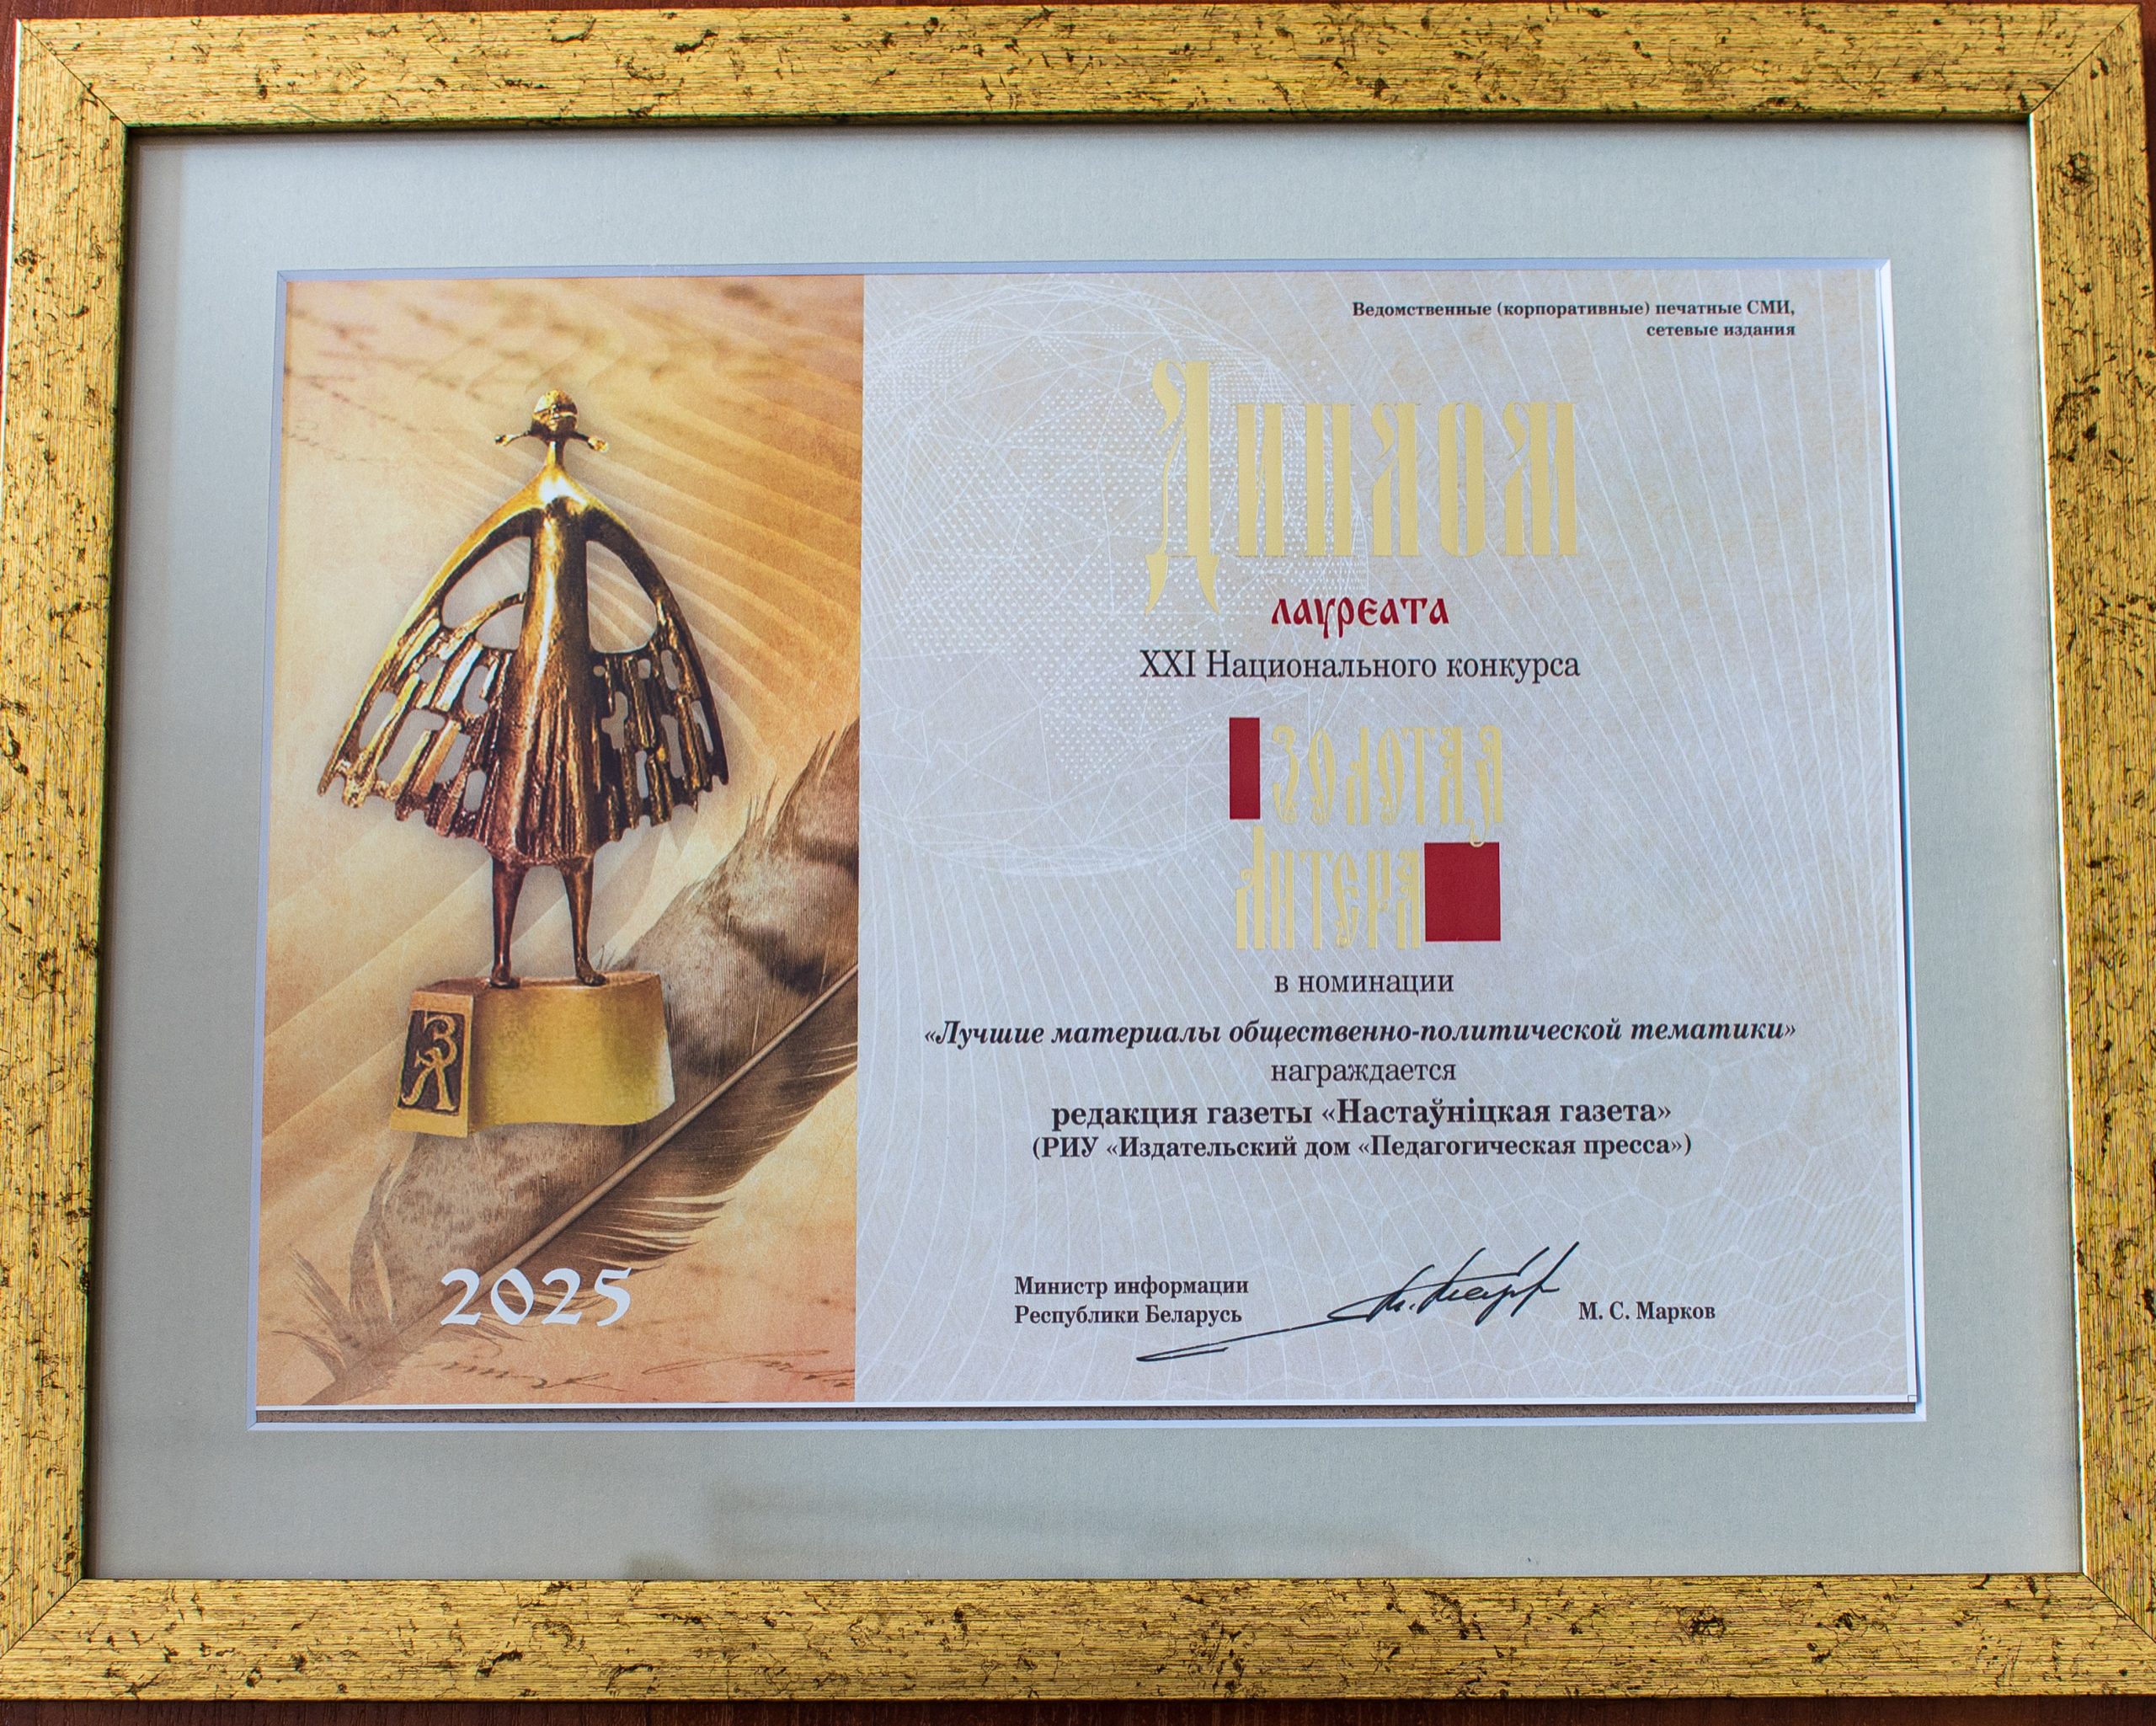 Ведомственные (корпоративные) печатные СМИ,
сетевые издания
Диплом
лауреата
XXI Национального конкурса
ЗОЛОТАЯ
ЛИТЕРА
в номинации
«Лучшие материалы общественно-политической тематики»
награждается
редакция газеты «Настаўніцкая газета»
(РИУ «Издательский дом «Педагогическая пресса»)
Министр информации
Республики Беларусь
М. С. Марков
ЗЛ
2025